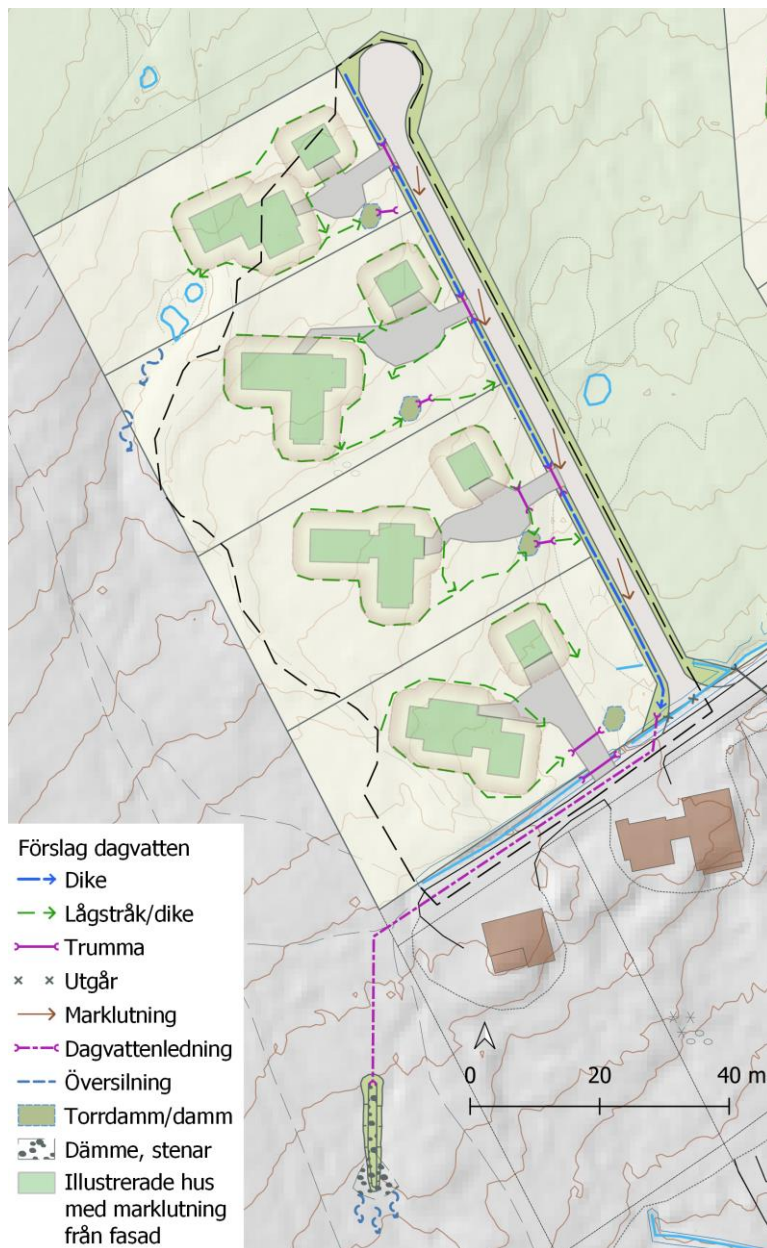 0 20 40 m
Förslag dagvatten
Dike
Lågstråk/dike
Trumma
Utgår
Marklutning
Dagvattenledning
Översilning
Torrdamm/damm
Dämme, stenar
Illustrerade hus
med marklutning
från fasad